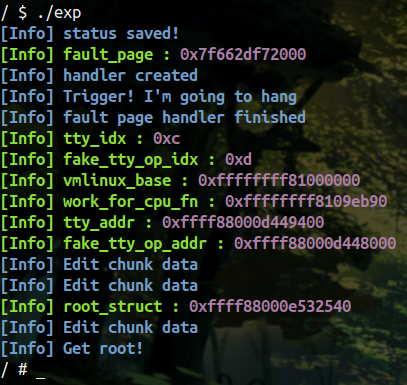 / $ ./exp
[Info] status saved!
[Info] fault_page : 0x7f662df72000
[Info] handler created
[Info] Trigger! I'm going to hang
[Info] fault page handler finished
[Info] tty_idx : 0xc
[Info] fake_tty_op_idx : 0xd
[Info] vmlinux_base : 0xffffffff81000000
[Info] work_for_cpu_fn : 0xffffffff8109eb90
[Info] tty_addr : 0xffff88000d449400
[Info] fake_tty_op_addr : 0xffff88000d448000
[Info] Edit chunk data
[Info] Edit chunk data
[Info] root_struct : 0xffff88000e532540
[Info] Edit chunk data
[Info] Get root!
/ # _